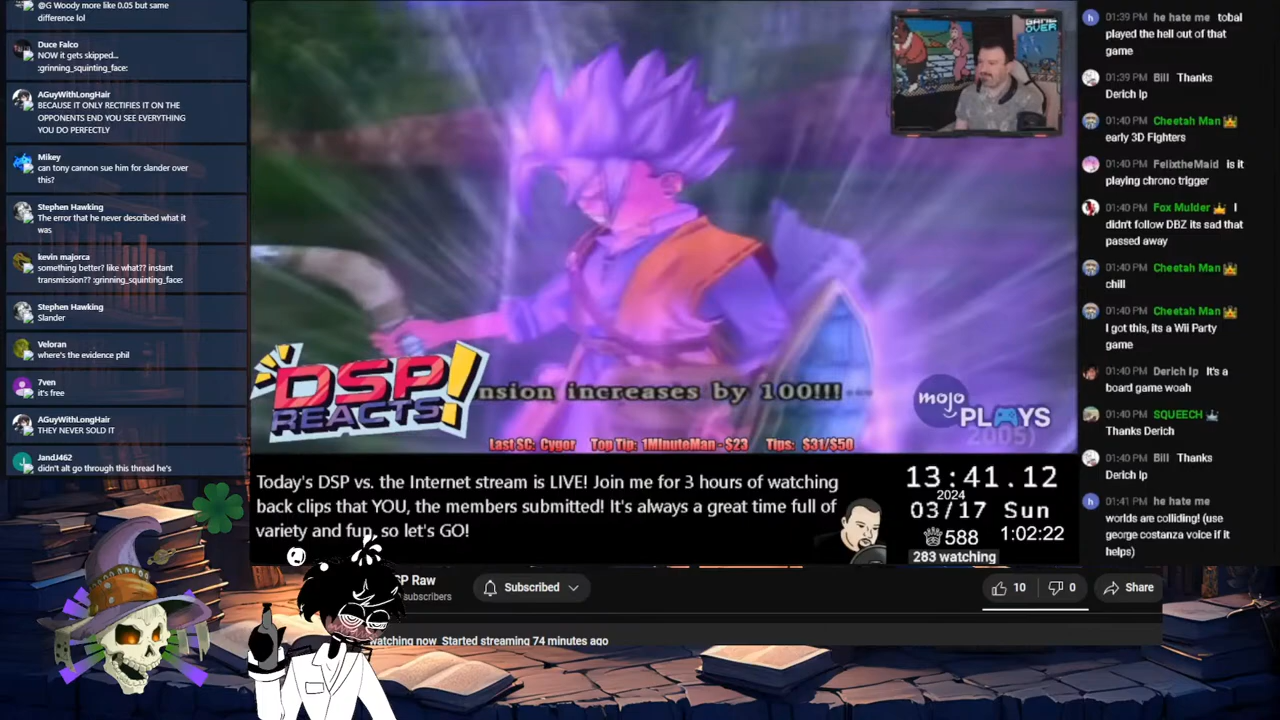 @G Woody more like 0.05 but same
difference lol
Duce Falco
NOW it gets skipped...
:grinning_squinting_face:
AGuyWithLongHair
BECAUSE IT ONLY RECTIFIES IT ON THE
OPPONENTS END YOU SEE EVERYTHING
YOU DO PERFECTLY
Mikey
can tony cannon sue him for slander over
this?
Stephen Hawking
The error that he never described what it
was
kevin majorca
something better? like what?? instant
transmission?? :grinning_squinting_face:
Stephen Hawking
Slander
Veloran
where's the evidence phil
7ven
it's free
AGuyWithLongHair
THEY NEVER SOLD IT
JandJ462
didn't alt go through this thread he's
GAME
OVER
DSP!
REACTS!
nsion increases by 100!!!
mojo
PLAYS
2005)
Last SC: Cygor Top Tip: 1MInuteMan - $23 Tips: $31/$50
Today's DSP vs. the Internet stream is LIVE! Join me for 3 hours of watching
back clips that YOU, the members submitted! It's always a great time full of
variety and fun, so let's GO!
13:41.12
2024
03/17 Sun
588 1:02:22
283 watching
h 01:39 PM he hate me tobal
played the hell out of that
game
01:39 PM Bill Thanks
Derich Ip
01:40 PM Cheetah Man
early 3D Fighters
01:40 PM FelixtheMaid is it
playing chrono trigger
01:40 PM Fox Mulder I
didn't follow DBZ its sad that
passed away
01:40 PM Cheetah Man
chill
01:40 PM Cheetah Man
I got this, its a Wii Party
game
01:40 PM Derich Ip It's a
board game woah
01:40 PM SQUEECH
Thanks Derich
01:40 PM Bill Thanks
Derich Ip
h 01:41 PM he hate me
worlds are colliding! (use
george costanza voice if it
helps)
SP Raw
subscribers
Subscribed
10 0 Share
watching now Started streaming 74 minutes ago